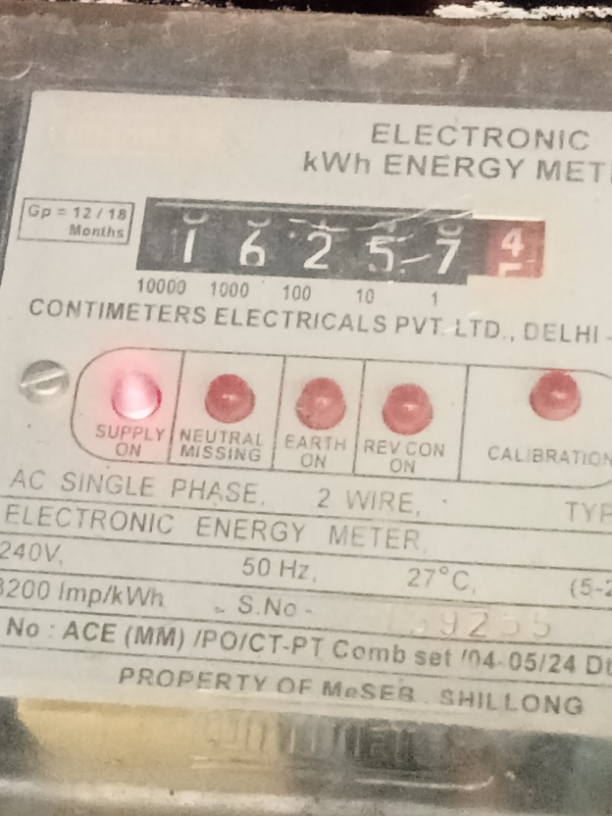 ELECTRONIC
kWh ENERGY MET
Gp = 12 / 18
Months
1 6 2 5 7 4
10000 1000 100 10 1
CONTIMETERS ELECTRICALS PVT. LTD., DELHI -
SUPPLY ON
NEUTRAL MISSING
EARTH ON
REV CON ON
CALIBRATION
AC SINGLE PHASE, 2 WIRE, TYP
ELECTRONIC ENERGY METER,
240V, 50 Hz, 27°C, (5-2
3200 Imp/kWh S.No -
No : ACE (MM) /PO/CT-PT Comb set /04-05/24 Dt
PROPERTY OF MeSEB. SHILLONG